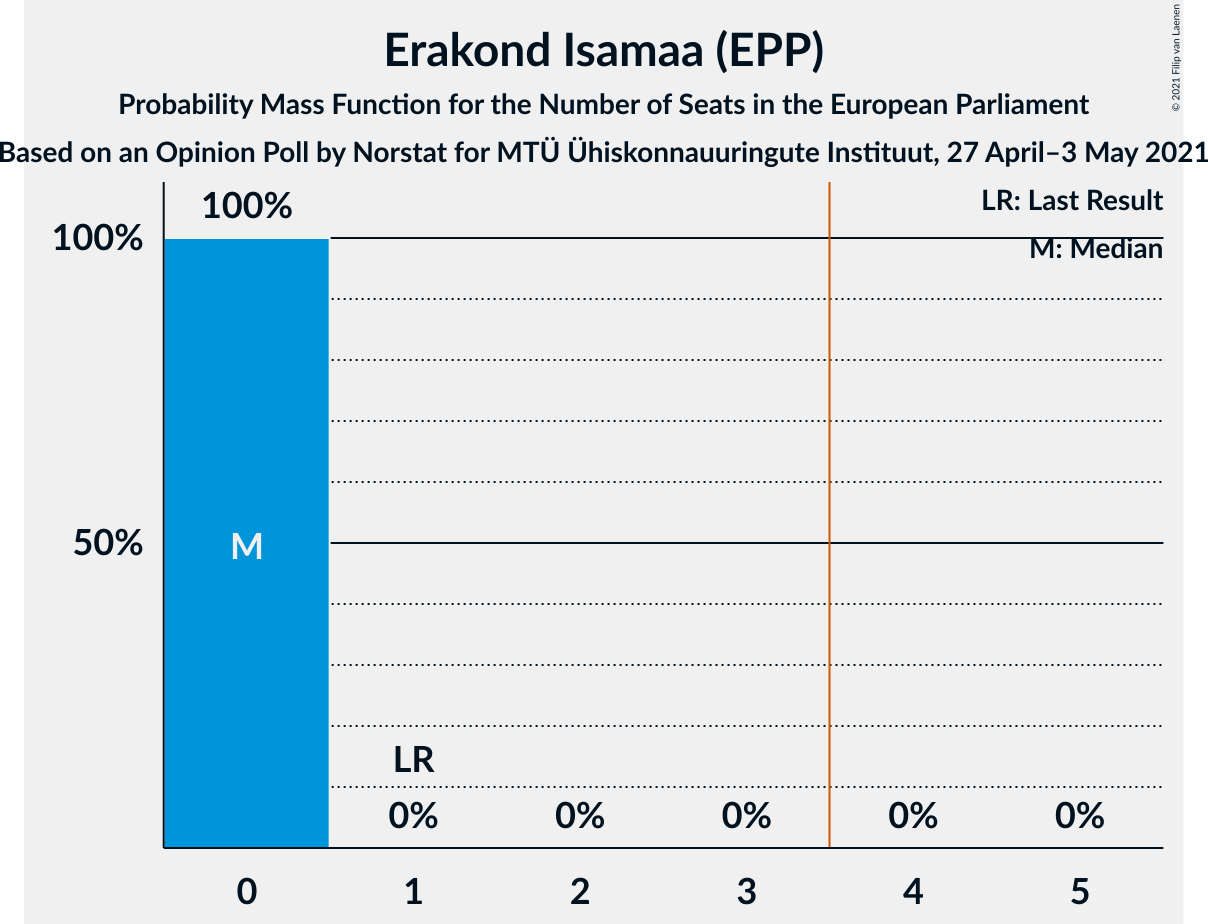 Erakond Isamaa (EPP)
Probability Mass Function for the Number of Seats in the European Parliament
Based on an Opinion Poll by Norstat for MTÜ Ühiskonnauuringute Instituut, 27 April–3 May 2021
© 2021 Filip van Laenen
LR: Last Result
M: Median
100%
100%
50%
M
LR
0% 0% 0% 0% 0%
0 1 2 3 4 5